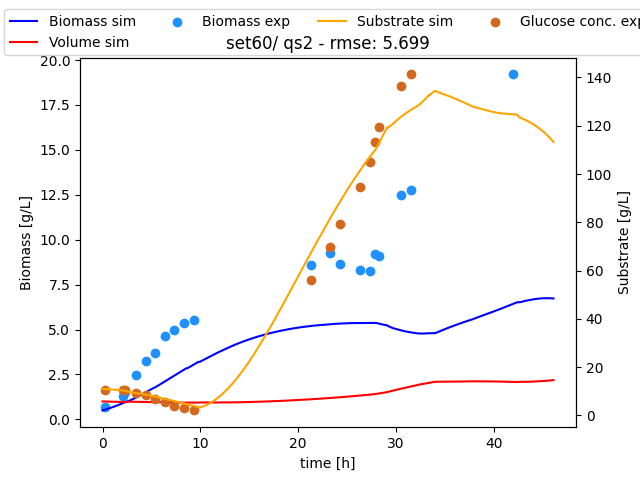 Biomass sim
Biomass exp
Substrate sim
Glucose conc. exp
Volume sim
set60/ qs2 - rmse: 5.699
20.0
17.5
15.0
12.5
10.0
7.5
5.0
2.5
0.0
Biomass [g/L]
140
120
100
80
60
40
20
0
Substrate [g/L]
0
10
20
30
40
time [h]